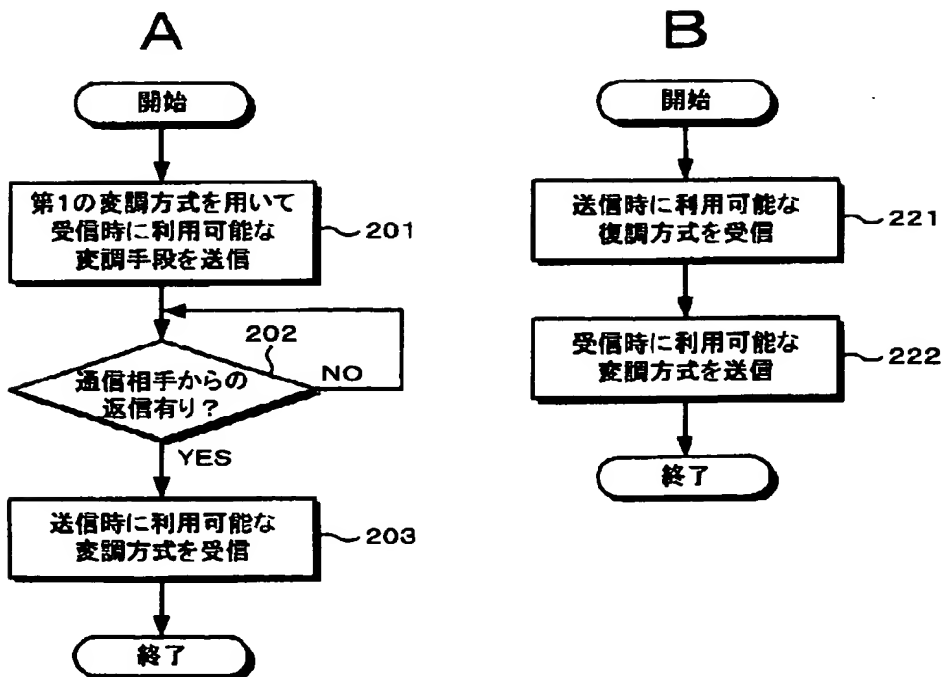 A
開始
第1の変調方式を用いて
受信時に利用可能な
変調手段を送信
201
202
通信相手からの
返信有り?
NO
YES
送信時に利用可能な
変調方式を受信
203
終了
B
開始
送信時に利用可能な
復調方式を受信
221
受信時に利用可能な
変調方式を送信
222
終了